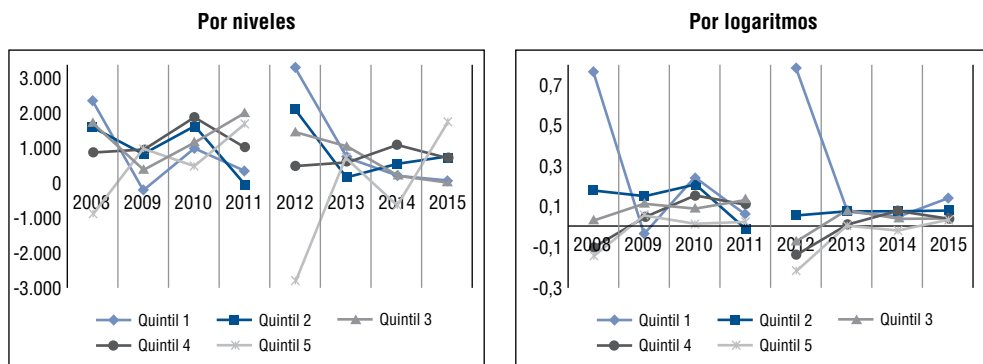 Por niveles
3.000
2.000
1.000
0
-1.000
-2.000
-3.000
2008 2009 2010 2011 2012 2013 2014 2015
Quintil 1 Quintil 2 Quintil 3
Quintil 4 Quintil 5
Por logaritmos
0,7
0,5
0,3
0,1
-0,1
-0,3
2008 2009 2010 2011 2012 2013 2014 2015
Quintil 1 Quintil 2 Quintil 3
Quintil 4 Quintil 5